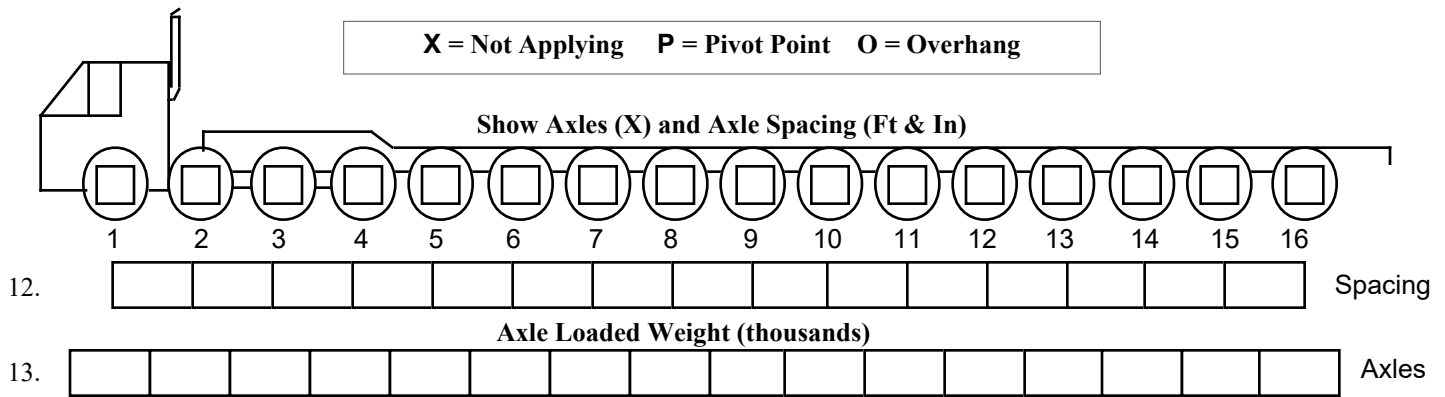 X = Not Applying P = Pivot Point O = Overhang
Show Axles (X) and Axle Spacing (Ft & In)
1 2 3 4 5 6 7 8 9 10 11 12 13 14 15 16
12. Spacing
Axle Loaded Weight (thousands)
13. Axles